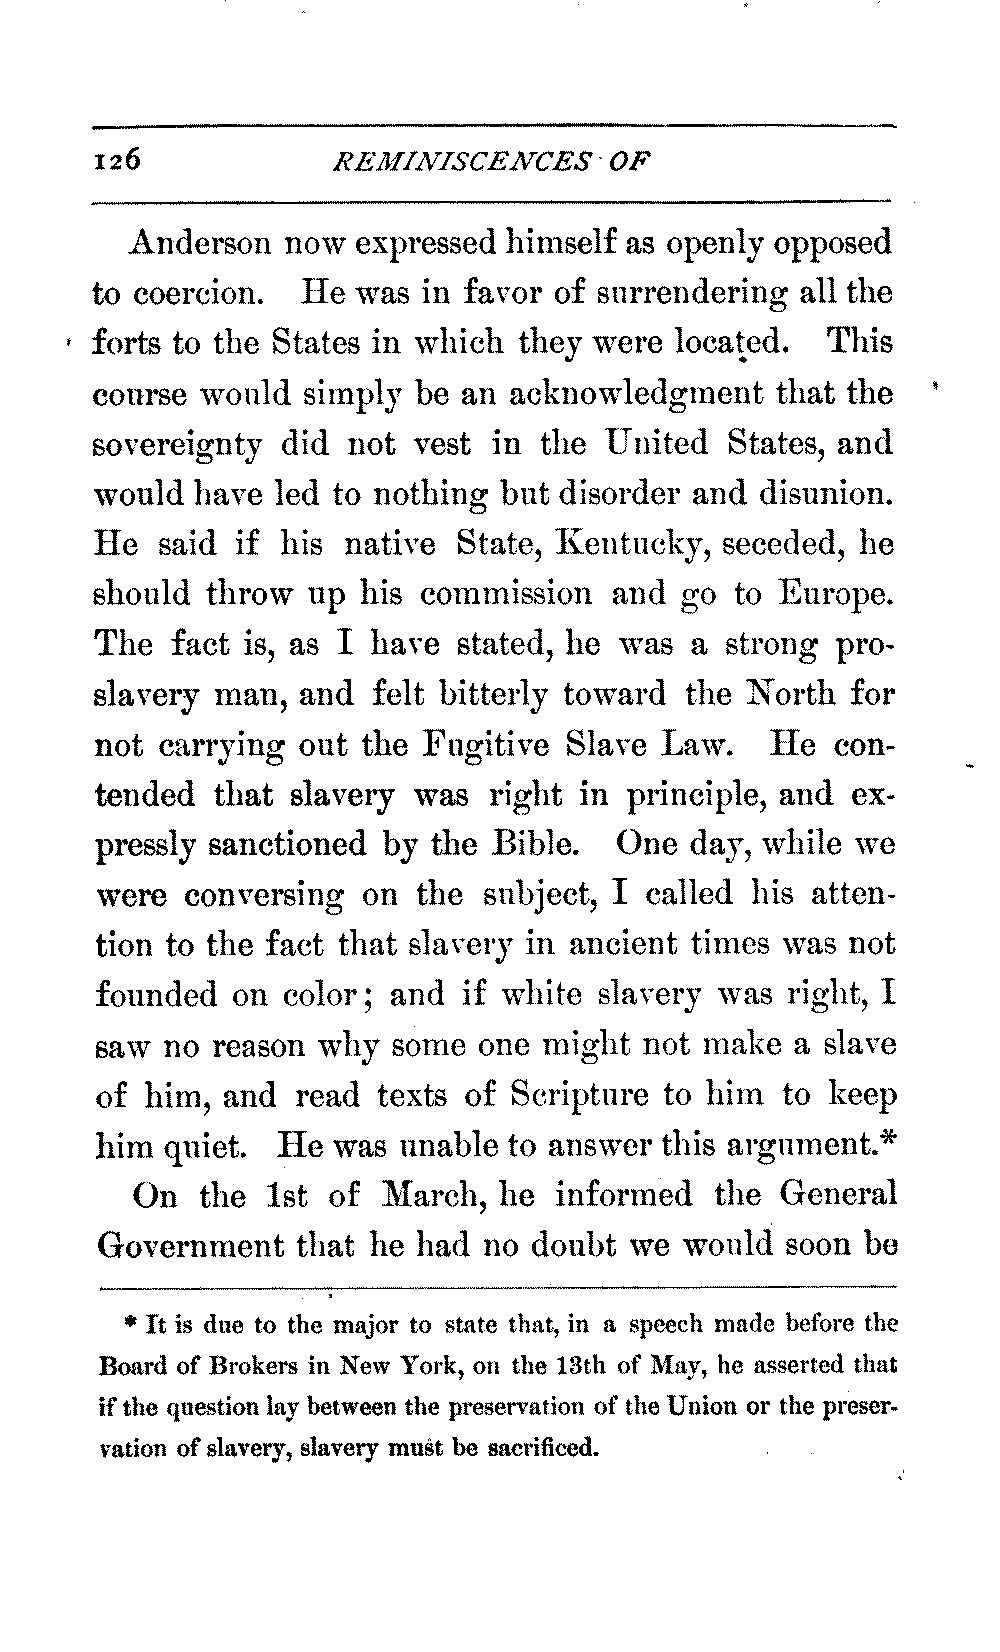 126 REMINISCENCES OF
Anderson now expressed himself as openly opposed
to coercion. He was in favor of surrendering all the
forts to the States in which they were located. This
course would simply be an acknowledgment that the
sovereignty did not vest in the United States, and
would have led to nothing but disorder and disunion.
He said if his native State, Kentucky, seceded, he
should throw up his commission and go to Europe.
The fact is, as I have stated, he was a strong pro-
slavery man, and felt bitterly toward the North for
not carrying out the Fugitive Slave Law. He con-
tended that slavery was right in principle, and ex-
pressly sanctioned by the Bible. One day, while we
were conversing on the subject, I called his atten-
tion to the fact that slavery in ancient times was not
founded on color; and if white slavery was right, I
saw no reason why some one might not make a slave
of him, and read texts of Scripture to him to keep
him quiet. He was unable to answer this argument.*
On the 1st of March, he informed the General
Government that he had no doubt we would soon be
* It is due to the major to state that, in a speech made before the
Board of Brokers in New York, on the 13th of May, he asserted that
if the question lay between the preservation of the Union or the preser-
vation of slavery, slavery must be sacrificed.